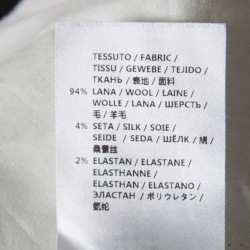 TESSUTO / FABRIC /
TISSU / GEWEBE / TEJIDO /
ТКАНЬ / 表地 / 面料
94% LANA / WOOL / LAINE /
WOLLE / LANA / ШЕРСТЬ /
毛 / 羊毛
4% SETA / SILK / SOIE /
SEIDE / SEDA / ШЁЛК / 絹 /
桑蚕丝
2% ELASTAN / ELASTANE /
ELASTHANNE /
ELASTHAN / ELASTANO /
ЭЛАСТАН / ポリウレタン /
氨纶